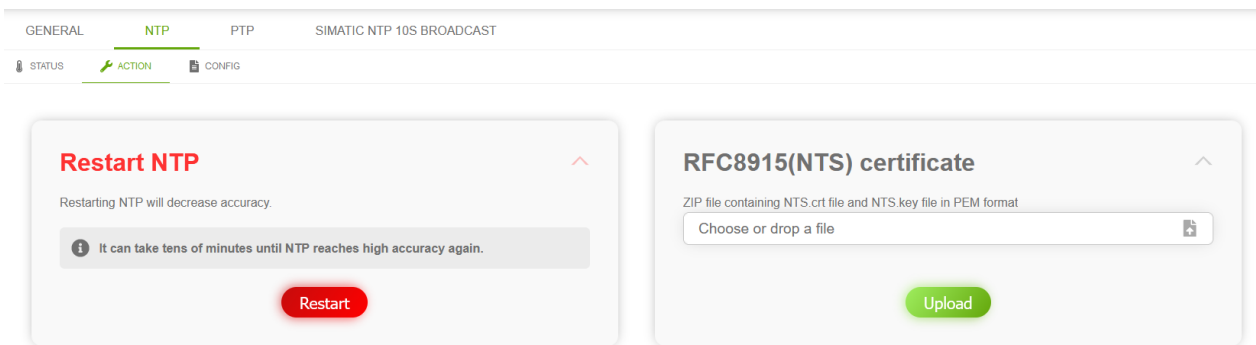 GENERAL NTP PTP SIMATIC NTP 10S BROADCAST
STATUS ACTION CONFIG
Restart NTP
Restarting NTP will decrease accuracy.
It can take tens of minutes until NTP reaches high accuracy again.
Restart
RFC8915(NTS) certificate
ZIP file containing NTS.crt file and NTS.key file in PEM format
Choose or drop a file
Upload